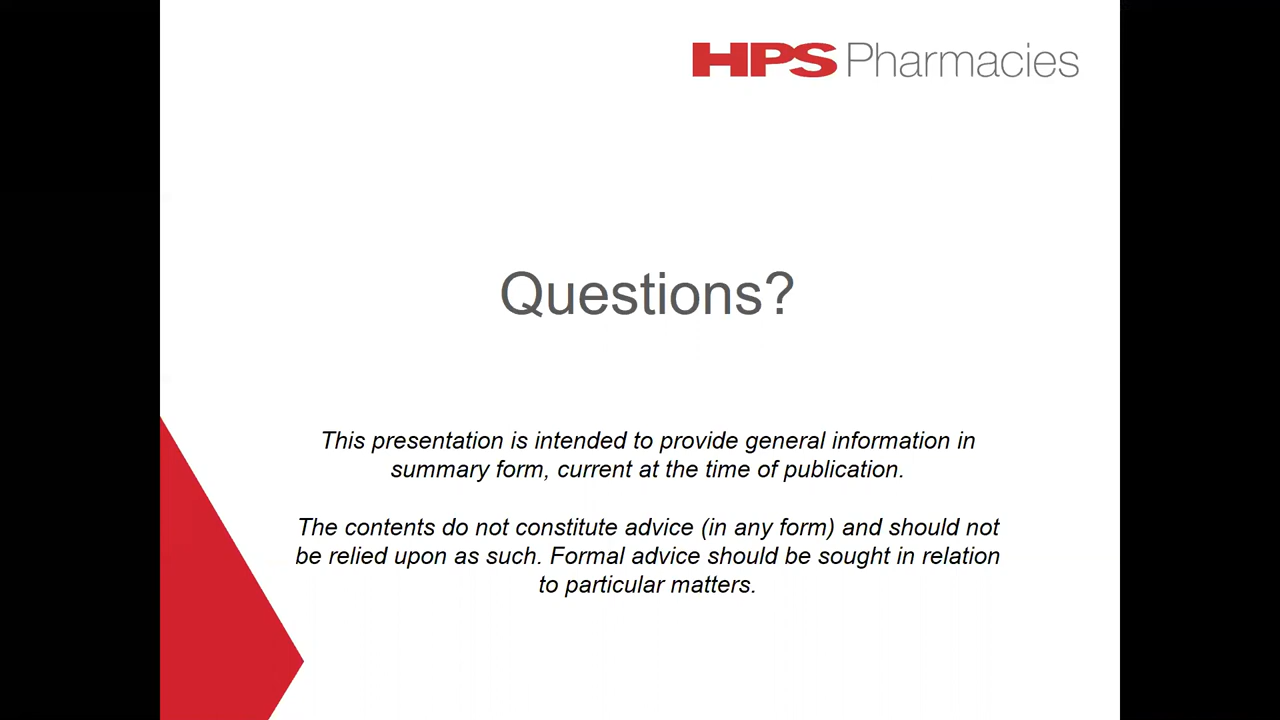 HPS Pharmacies
Questions?
This presentation is intended to provide general information in
summary form, current at the time of publication.
The contents do not constitute advice (in any form) and should not
be relied upon as such. Formal advice should be sought in relation
to particular matters.